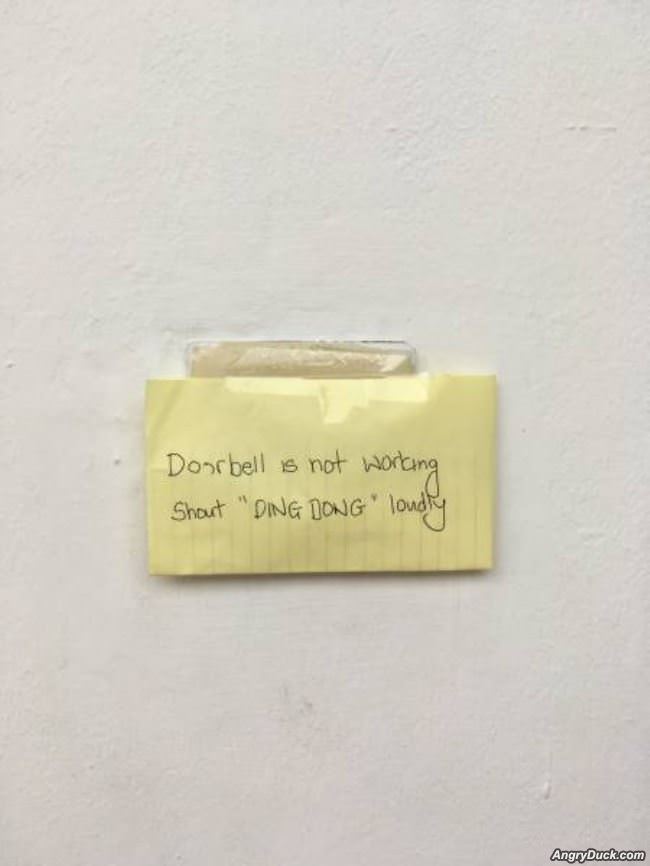 Doorbell is not working
Shout "DING DONG" loudly
AngryDuck.com